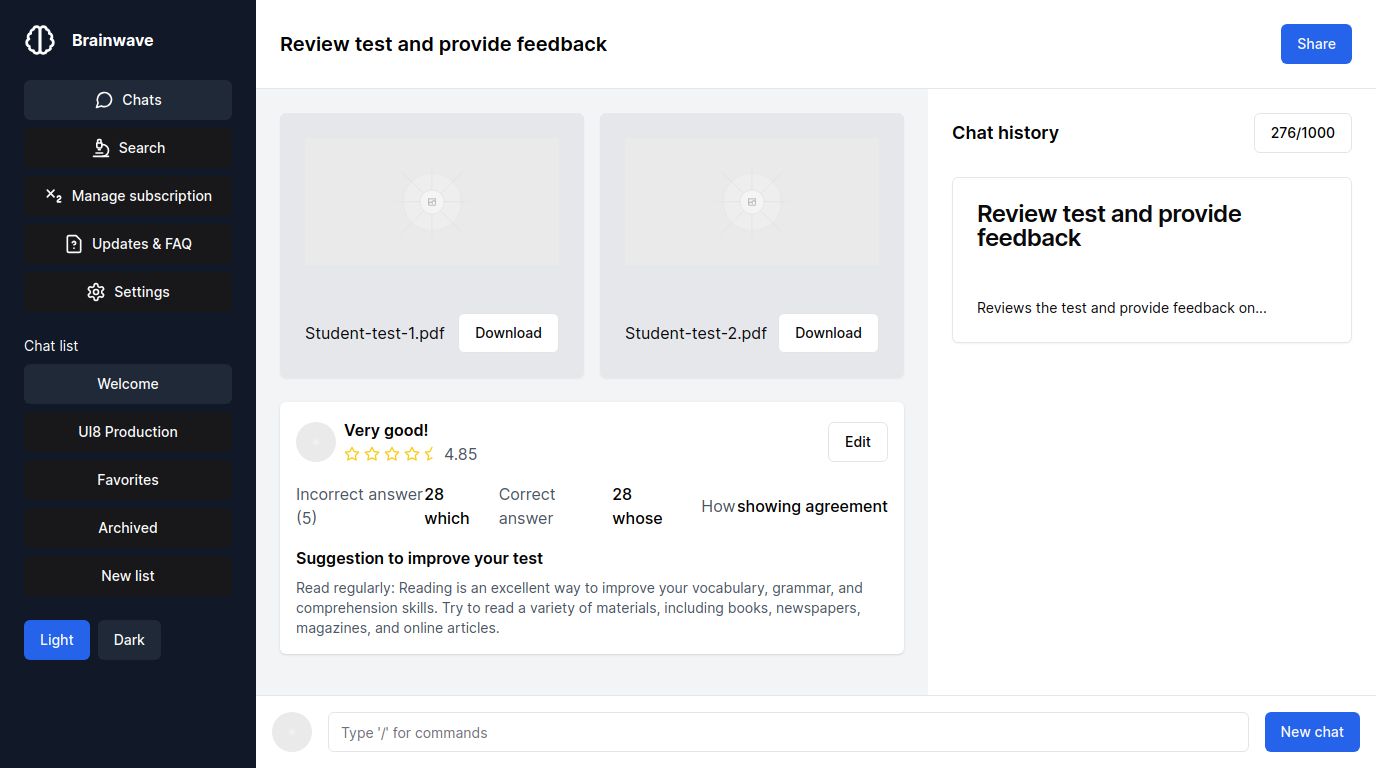 Brainwave
Chats
Search
Manage subscription
Updates & FAQ
Settings
Chat list
Welcome
UI8 Production
Favorites
Archived
New list
Light
Dark
Review test and provide feedback
Share
Student-test-1.pdf
Download
Student-test-2.pdf
Download
Very good!
4.85
Edit
Incorrect answer (5)
28 which
Correct answer
28 whose
How
showing agreement
Suggestion to improve your test
Read regularly: Reading is an excellent way to improve your vocabulary, grammar, and
comprehension skills. Try to read a variety of materials, including books, newspapers,
magazines, and online articles.
Chat history
276/1000
Review test and provide
feedback
Reviews the test and provide feedback on...
Type '/' for commands
New chat